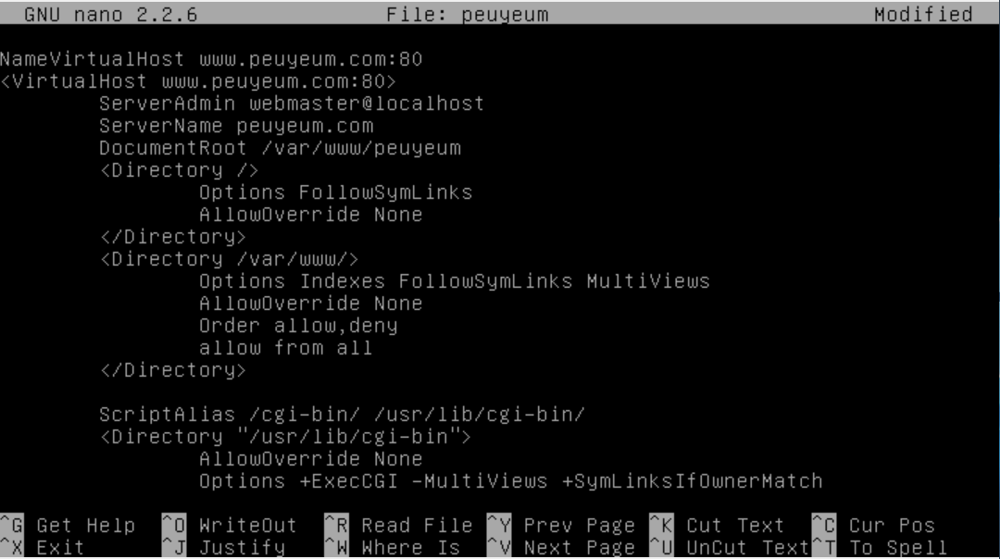 GNU nano 2.2.6 File: peuyeum Modified
NameVirtualHost www.peuyeum.com:80
<VirtualHost www.peuyeum.com:80>
ServerAdmin webmaster@localhost
ServerName peuyeum.com
DocumentRoot /var/www/peuyeum
<Directory />
Options FollowSymLinks
AllowOverride None
</Directory>
<Directory /var/www/>
Options Indexes FollowSymLinks MultiViews
AllowOverride None
Order allow,deny
allow from all
</Directory>
ScriptAlias /cgi-bin/ /usr/lib/cgi-bin/
<Directory "/usr/lib/cgi-bin">
AllowOverride None
Options +ExecCGI -MultiViews +SymLinksIfOwnerMatch
^G Get Help ^O WriteOut ^R Read File ^Y Prev Page ^K Cut Text ^C Cur Pos
^X Exit ^J Justify ^W Where Is ^V Next Page ^U UnCut Text ^T To Spell